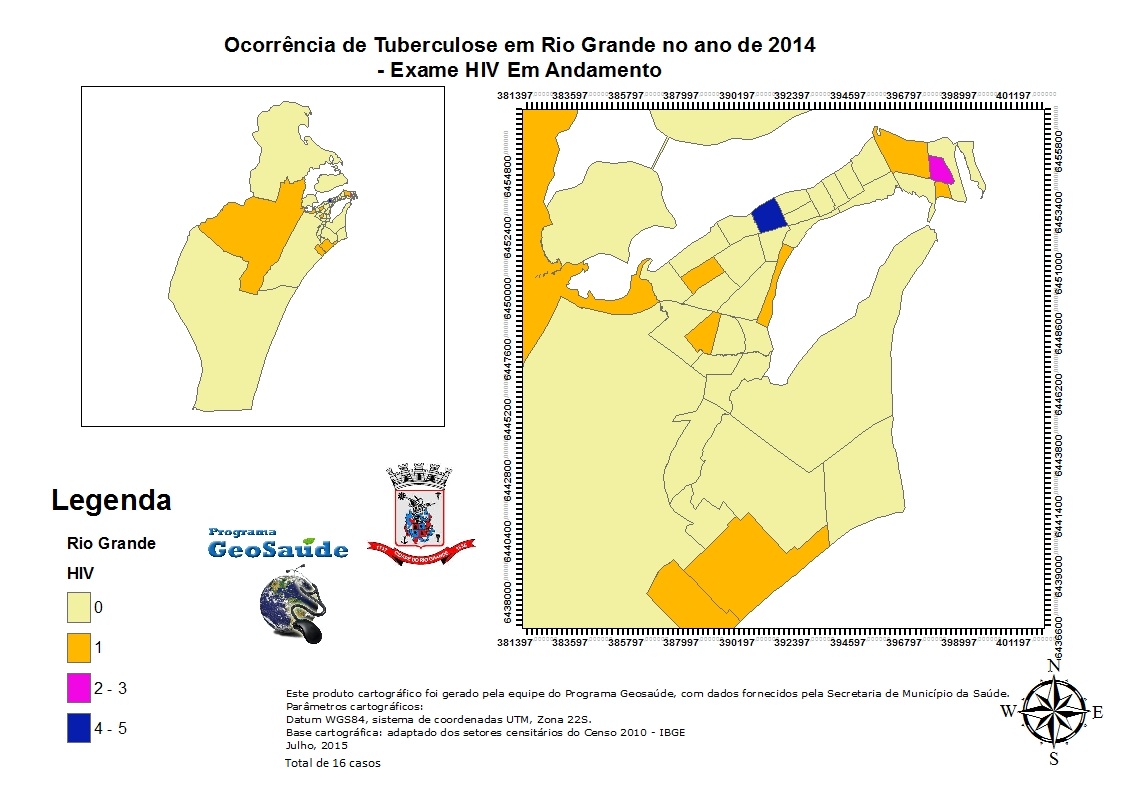 Ocorrência de Tuberculose em Rio Grande no ano de 2014
- Exame HIV Em Andamento
381397 383597 385797 387997 390197 392397 394597 396797 398997 401197
6454800
6452400
6450000
6447600
6445200
6442800
6440400
6438000
6455800
6453400
6451000
6448600
6446200
6443800
6441400
6439000
6436600
381397 383597 385797 387997 390197 392397 394597 396797 398997 401197
Legenda
Rio Grande
HIV
0
1
2 - 3
4 - 5
Programa
GeoSaúde
CIDADE DO RIO GRANDE
N
W E
S
Este produto cartográfico foi gerado pela equipe do Programa Geosaúde, com dados fornecidos pela Secretaria de Município da Saúde.
Parâmetros cartográficos:
Datum WGS84, sistema de coordenadas UTM, Zona 22S.
Base cartográfica: adaptado dos setores censitários do Censo 2010 - IBGE
Julho, 2015
Total de 16 casos